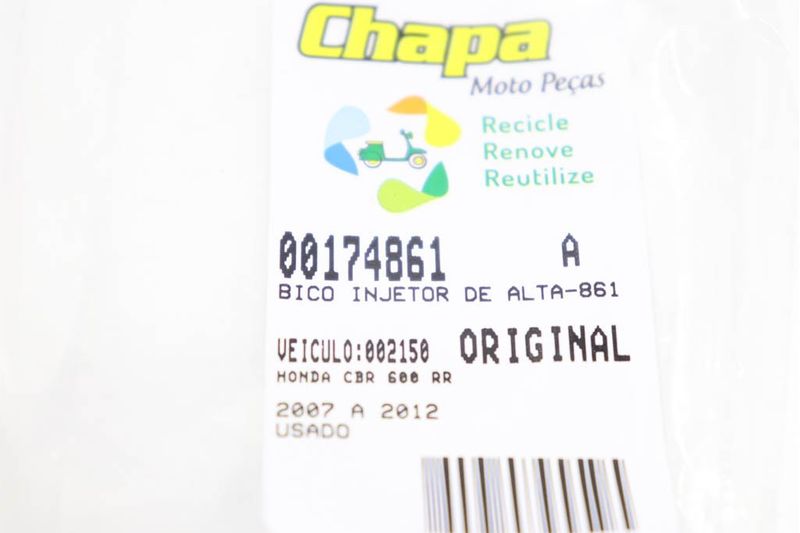 Chapa
Moto Peças
Recicle
Renove
Reutilize
00174861 A
BICO INJETOR DE ALTA-861
VEICULO:002150 ORIGINAL
HONDA CBR 600 RR
2007 A 2012
USADO